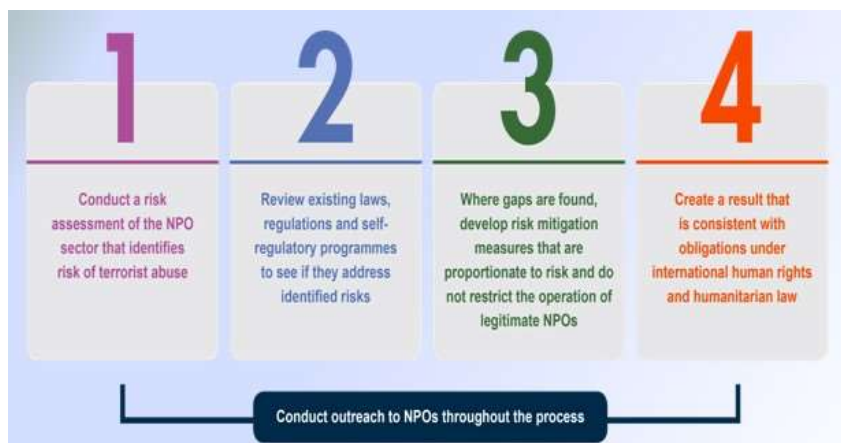 1
Conduct a risk
assessment of the NPO
sector that identifies
risk of terrorist abuse
2
Review existing laws,
regulations and self-
regulatory programmes
to see if they address
identified risks
3
Where gaps are found,
develop risk mitigation
measures that are
proportionate to risk and do
not restrict the operation of
legitimate NPOs
4
Create a result that
is consistent with
obligations under
international human rights
and humanitarian law
Conduct outreach to NPOs throughout the process